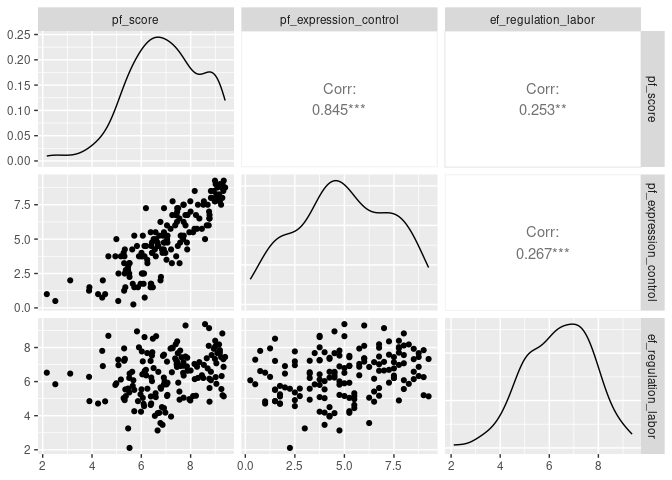 pf_score pf_expression_control ef_regulation_labor
0.25
0.20
0.15
0.10
0.05
0.00
Corr:
0.845***
Corr:
0.253**
pf_score
7.5
5.0
2.5
0.0
Corr:
0.267***
pf_expression_control
8
6
4
2
ef_regulation_labor
2 4 6 8 0.0 2.5 5.0 7.5 2 4 6 8